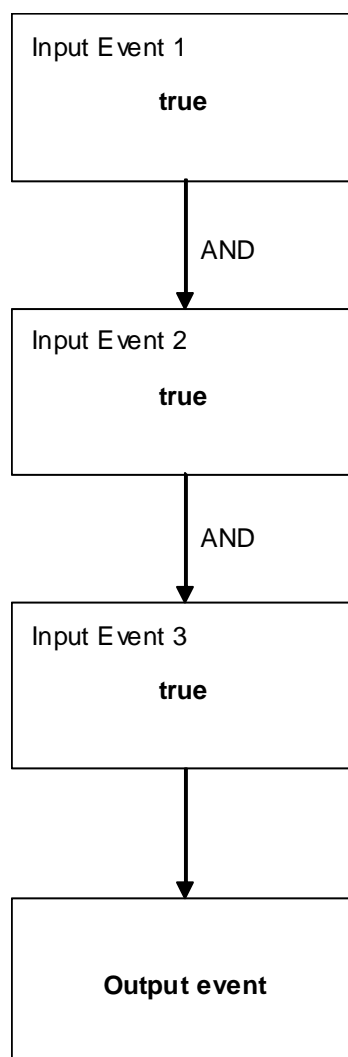 Input Event 1
true
AND
Input Event 2
true
AND
Input Event 3
true
Output event